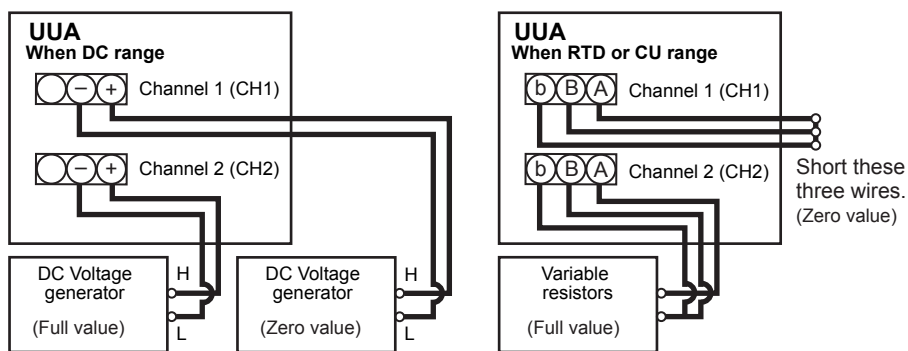 UUA
When DC range
− +
Channel 1 (CH1)
− +
Channel 2 (CH2)
DC Voltage
generator
(Full value)
H
L
DC Voltage
generator
(Zero value)
H
L
UUA
When RTD or CU range
b B A
Channel 1 (CH1)
b B A
Channel 2 (CH2)
Short these
three wires.
(Zero value)
Variable
resistors
(Full value)